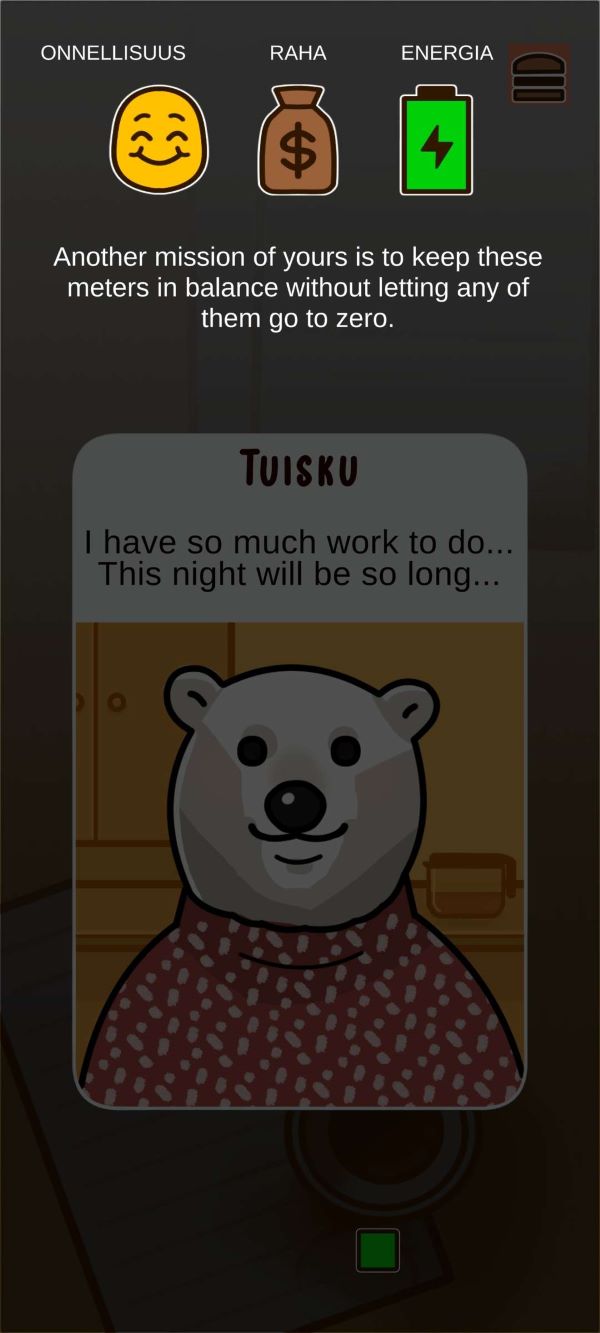 ONNELLISUUS RAHA ENERGIA
$
Another mission of yours is to keep these
meters in balance without letting any of
them go to zero.
TUISKU
I have so much work to do...
This night will be so long...